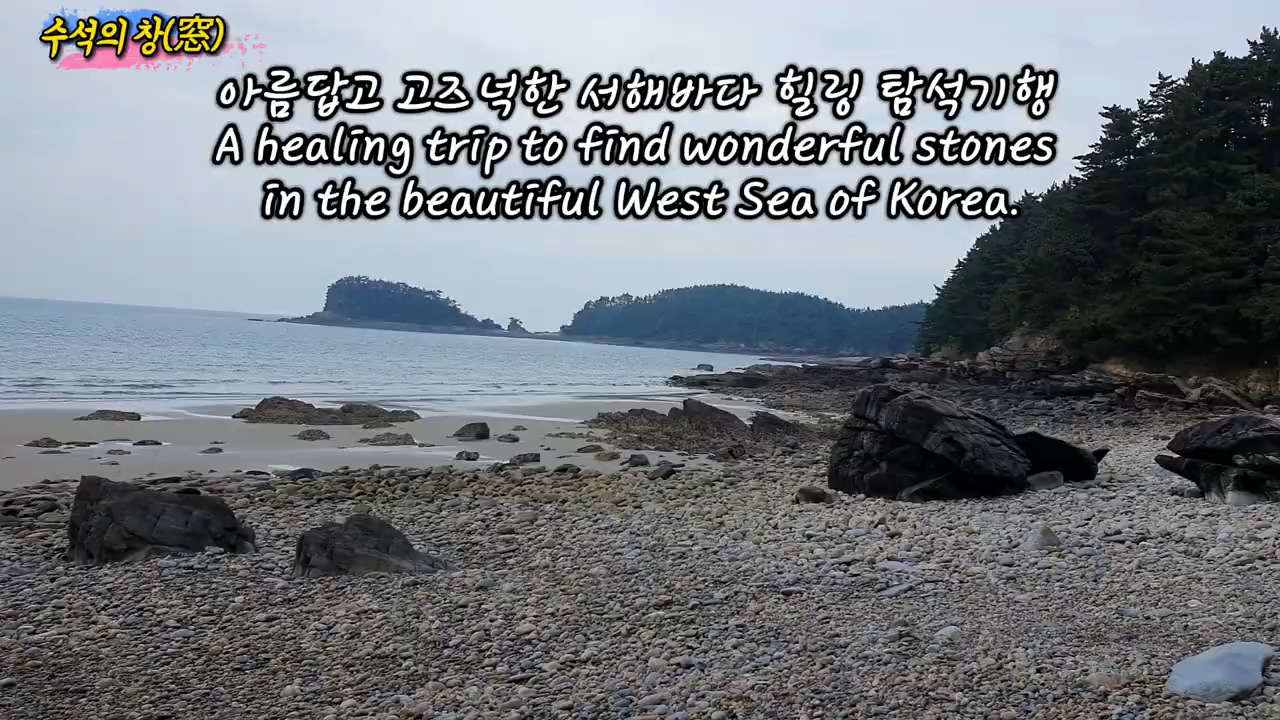 수석의 창(窓)
아름답고 고즈넉한 서해바다 힐링 탐석기행
A healing trip to find wonderful stones
in the beautiful West Sea of Korea.